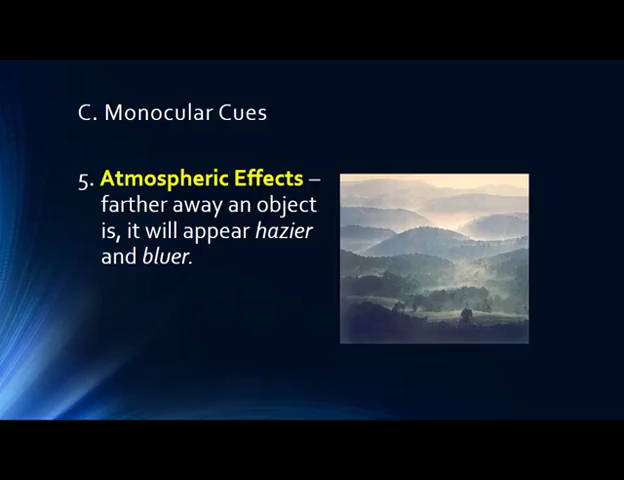 C. Monocular Cues
5. Atmospheric Effects –
farther away an object
is, it will appear hazier
and bluer.